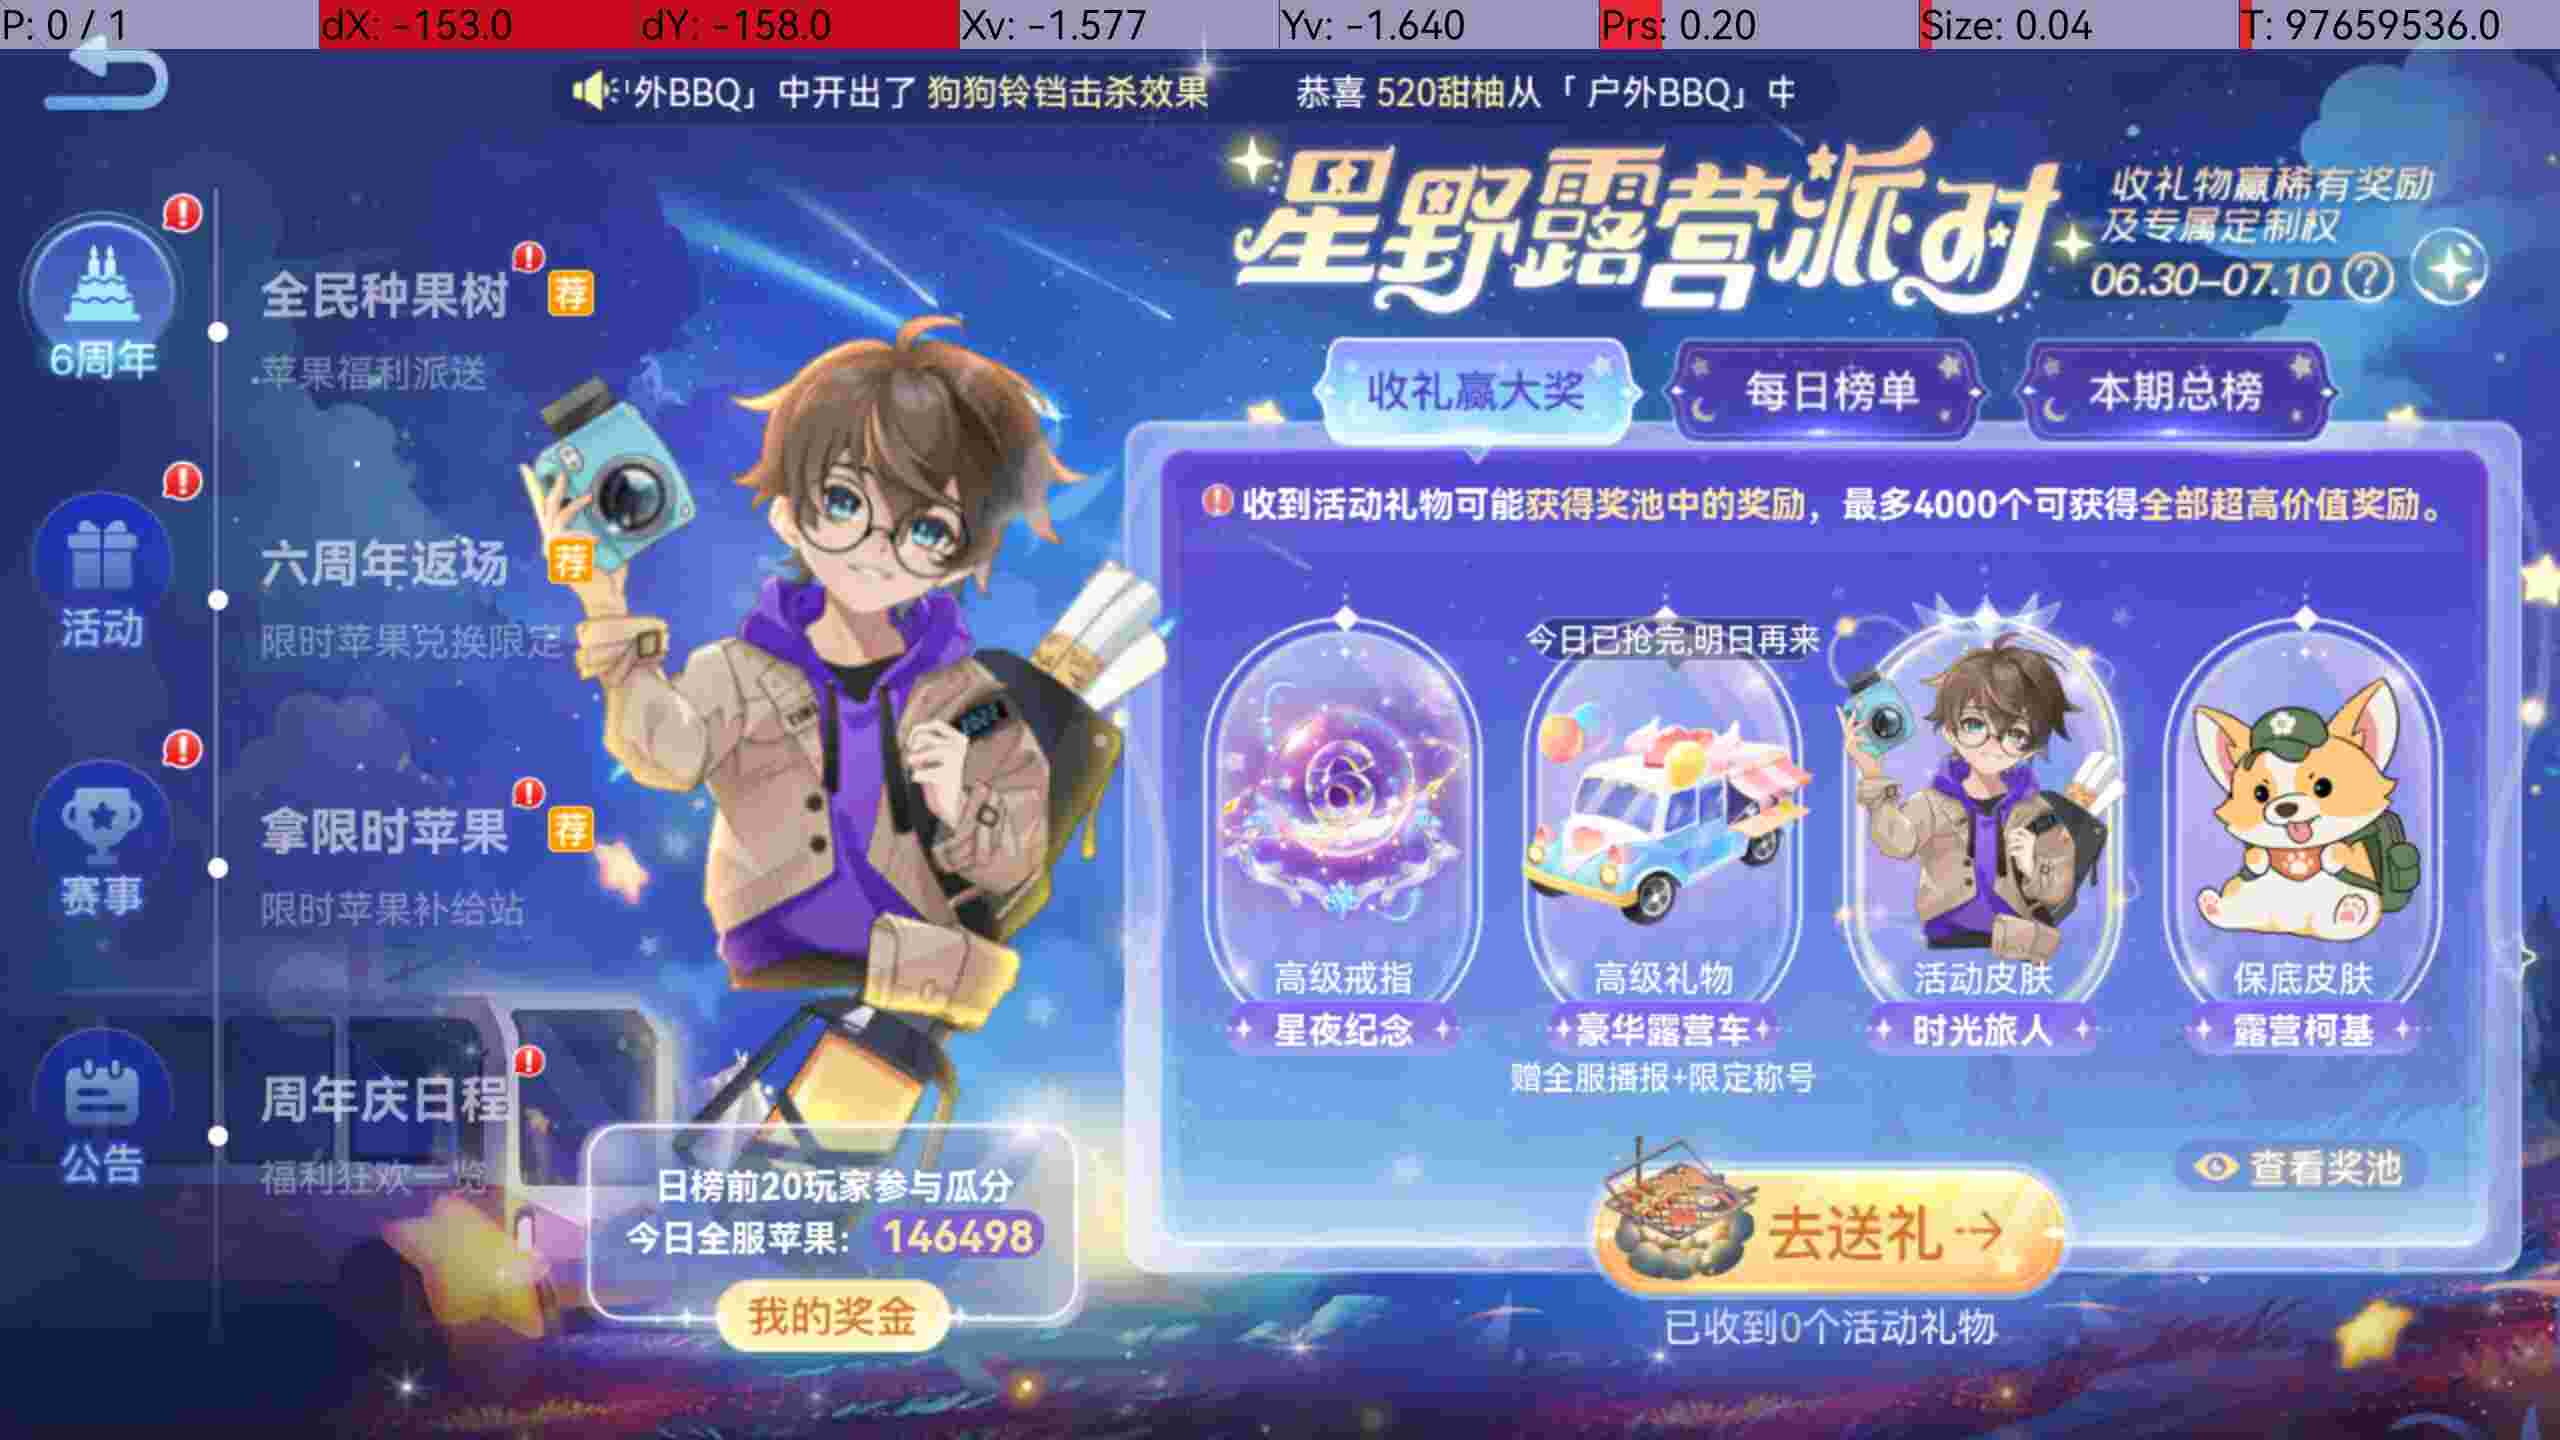 P: 0 / 1
dX: -153.0
dY: -158.0
Xv: -1.577
Yv: -1.640
Prs: 0.20
Size: 0.04
T: 97659536.0
外BBQ」中开出了 狗狗铃铛击杀效果 恭喜 520甜柚从「 户外BBQ」中
星野露营派对
收礼物赢稀有奖励
及专属定制权
06.30-07.10 ?
6周年
活动
赛事
公告
全民种果树 荐
苹果福利派送
六周年返场 荐
限时苹果兑换限定
拿限时苹果 荐
限时苹果补给站
周年庆日程
福利狂欢一览
收礼赢大奖
每日榜单
本期总榜
收到活动礼物可能获得奖池中的奖励，最多4000个可获得全部超高价值奖励。
今日已抢完,明日再来
高级戒指
星夜纪念
高级礼物
豪华露营车
赠全服播报+限定称号
活动皮肤
时光旅人
保底皮肤
露营柯基
日榜前20玩家参与瓜分
今日全服苹果： 146498
我的奖金
查看奖池
去送礼
已收到0个活动礼物